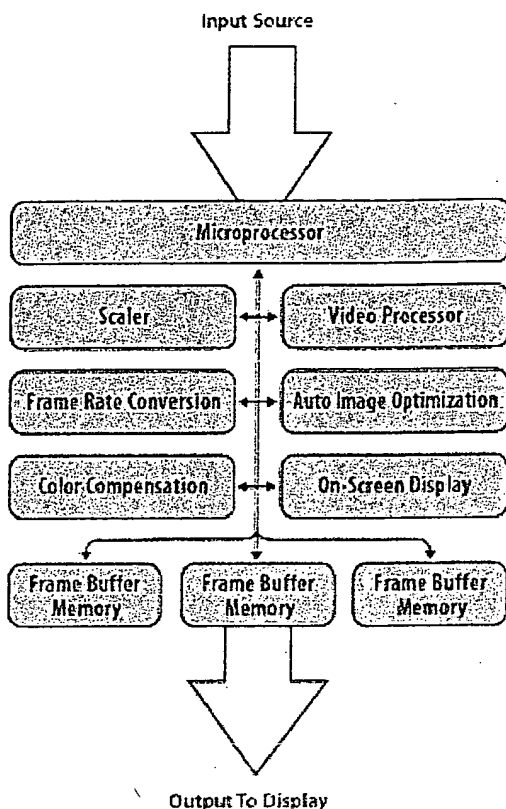 Input Source
Microprocessor
Scaler
Video Processor
Frame Rate Conversion
Auto Image Optimization
Color Compensation
On-Screen Display
Frame Buffer
Memory
Frame Buffer
Memory
Frame Buffer
Memory
Output To Display